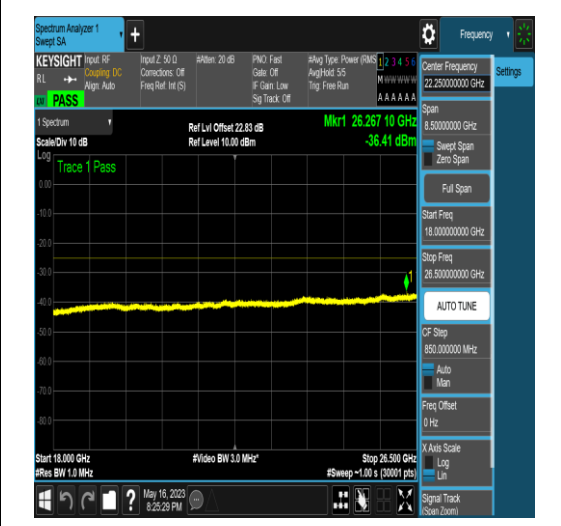 Spectrum Analyzer 1
Swept SA
Frequency
KEYSIGHT
Input: RF
Coupling: DC
Align: Auto
Input Z: 50 Ω
Corrections: Off
Freq Ref: Int (S)
#Atten: 20 dB
PNO: Fast
Gate: Off
IF Gain: Low
Sig Track: Off
#Avg Type: Power (RMS
Avg|Hold: 5/5
Trig: Free Run
1 2 3 4 5 6
M W W W W W
A A A A A A
R L
LXI
PASS
1 Spectrum
Scale/Div 10 dB
Ref Lvl Offset 22.83 dB
Ref Level 10.00 dBm
Mkr1 26.267 10 GHz
-36.41 dBm
Log
Trace 1 Pass
0.00
-10.0
-20.0
-30.0
-40.0
-50.0
-60.0
-70.0
-80.0
1
Start 18.000 GHz
#Res BW 1.0 MHz
#Video BW 3.0 MHz*
Stop 26.500 GHz
#Sweep ~1.00 s (30001 pts)
May 16, 2023
8:25:29 PM
Center Frequency
22.250000000 GHz
Settings
Span
8.50000000 GHz
Swept Span
Zero Span
Full Span
Start Freq
18.000000000 GHz
Stop Freq
26.500000000 GHz
AUTO TUNE
CF Step
850.000000 MHz
Auto
Man
Freq Offset
0 Hz
X Axis Scale
Log
Lin
Signal Track
(Span Zoom)